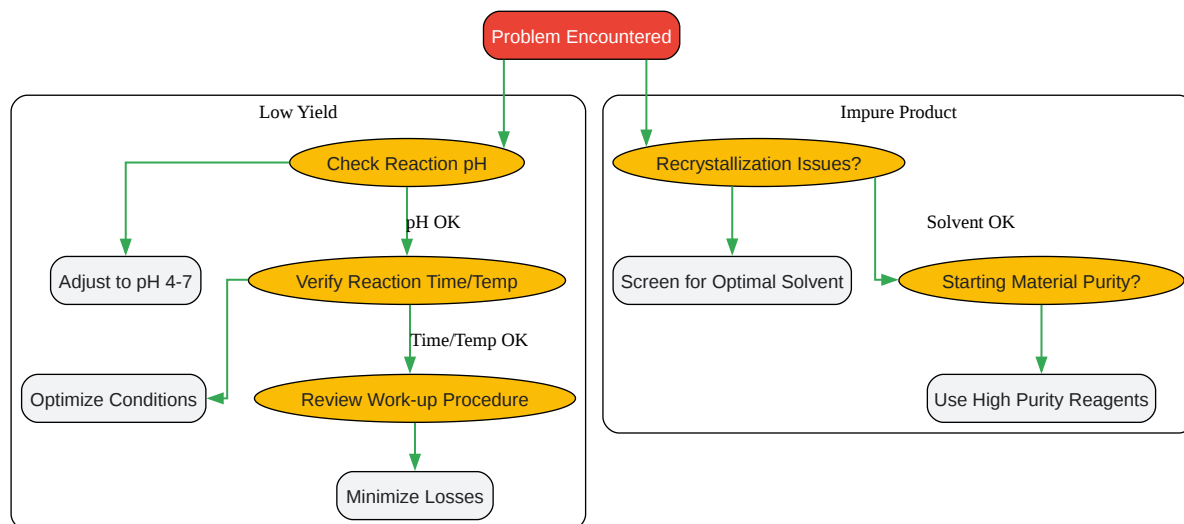 Problem Encountered
Low Yield
Check Reaction pH
pH OK
Adjust to pH 4-7
Verify Reaction Time/Temp
Time/Temp OK
Optimize Conditions
Review Work-up Procedure
Minimize Losses
Impure Product
Recrystallization Issues?
Solvent OK
Screen for Optimal Solvent
Starting Material Purity?
Use High Purity Reagents